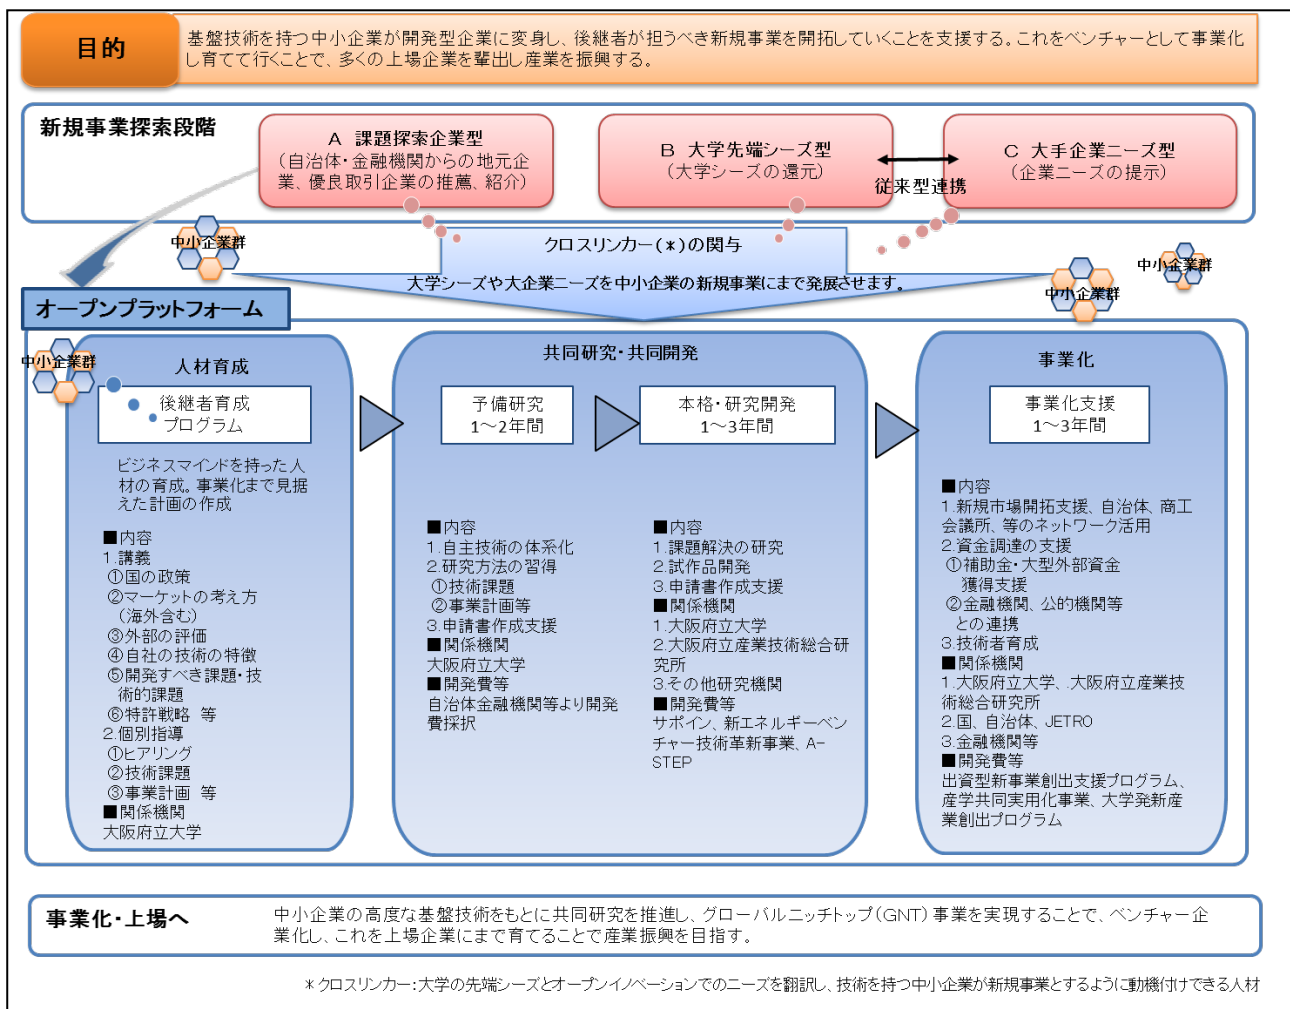 目的
基盤技術を持つ中小企業が開発型企業に変身し、後継者が担うべき新規事業を開拓していくことを支援する。これをベンチャーとして事業化
し育てて行くことで、多くの上場企業を輩出し産業を振興する。
新規事業探索段階
A 課題探索企業型
(自治体・金融機関からの地元企
業、優良取引企業の推薦、紹介)
B 大学先端シーズ型
(大学シーズの還元)
従来型連携
C 大手企業ニーズ型
(企業ニーズの提示)
中小企業群
クロスリンカー(*)の関与
大学シーズや大企業ニーズを中小企業の新規事業にまで発展させます。
中小企業群
中小企業群
オープンプラットフォーム
中小企業群
人材育成
後継者育成
プログラム
ビジネスマインドを持った人
材の育成。事業化まで見据
えた計画の作成
■内容
1.講義
①国の政策
②マーケットの考え方
(海外含む)
③外部の評価
④自社の技術の特徴
⑤開発すべき課題・技
術的課題
⑥特許戦略 等
2.個別指導
①ヒアリング
②技術課題
③事業計画 等
■関係機関
大阪府立大学
共同研究・共同開発
予備研究
1～2年間
■内容
1.自主技術の体系化
2.研究方法の習得
①技術課題
②事業計画等
3.申請書作成支援
■関係機関
大阪府立大学
■開発費等
自治体金融機関等より開発
費採択
本格・研究開発
1～3年間
■内容
1.課題解決の研究
2.試作品開発
3.申請書作成支援
■関係機関
1.大阪府立大学
2.大阪府立産業技術総合研
究所
3.その他研究機関
■開発費等
サポイン、新エネルギーベン
チャー技術革新事業、A-
STEP
事業化
事業化支援
1～3年間
■内容
1.新規市場開拓支援、自治体、商工
会議所、等のネットワーク活用
2.資金調達の支援
①補助金・大型外部資金
獲得支援
②金融機関、公的機関等
との連携
3.技術者育成
■関係機関
1.大阪府立大学、.大阪府立産業技
術総合研究所
2.国、自治体、JETRO
3.金融機関等
■開発費等
出資型新事業創出支援プログラム、
産学共同実用化事業、大学発新産
業創出プログラム
事業化・上場へ
中小企業の高度な基盤技術をもとに共同研究を推進し、グローバルニッチトップ(GNT)事業を実現することで、ベンチャー企
業化し、これを上場企業にまで育てることで産業振興を目指す。
*クロスリンカー:大学の先端シーズとオープンイノベーションでのニーズを翻訳し、技術を持つ中小企業が新規事業とするように動機付けできる人材